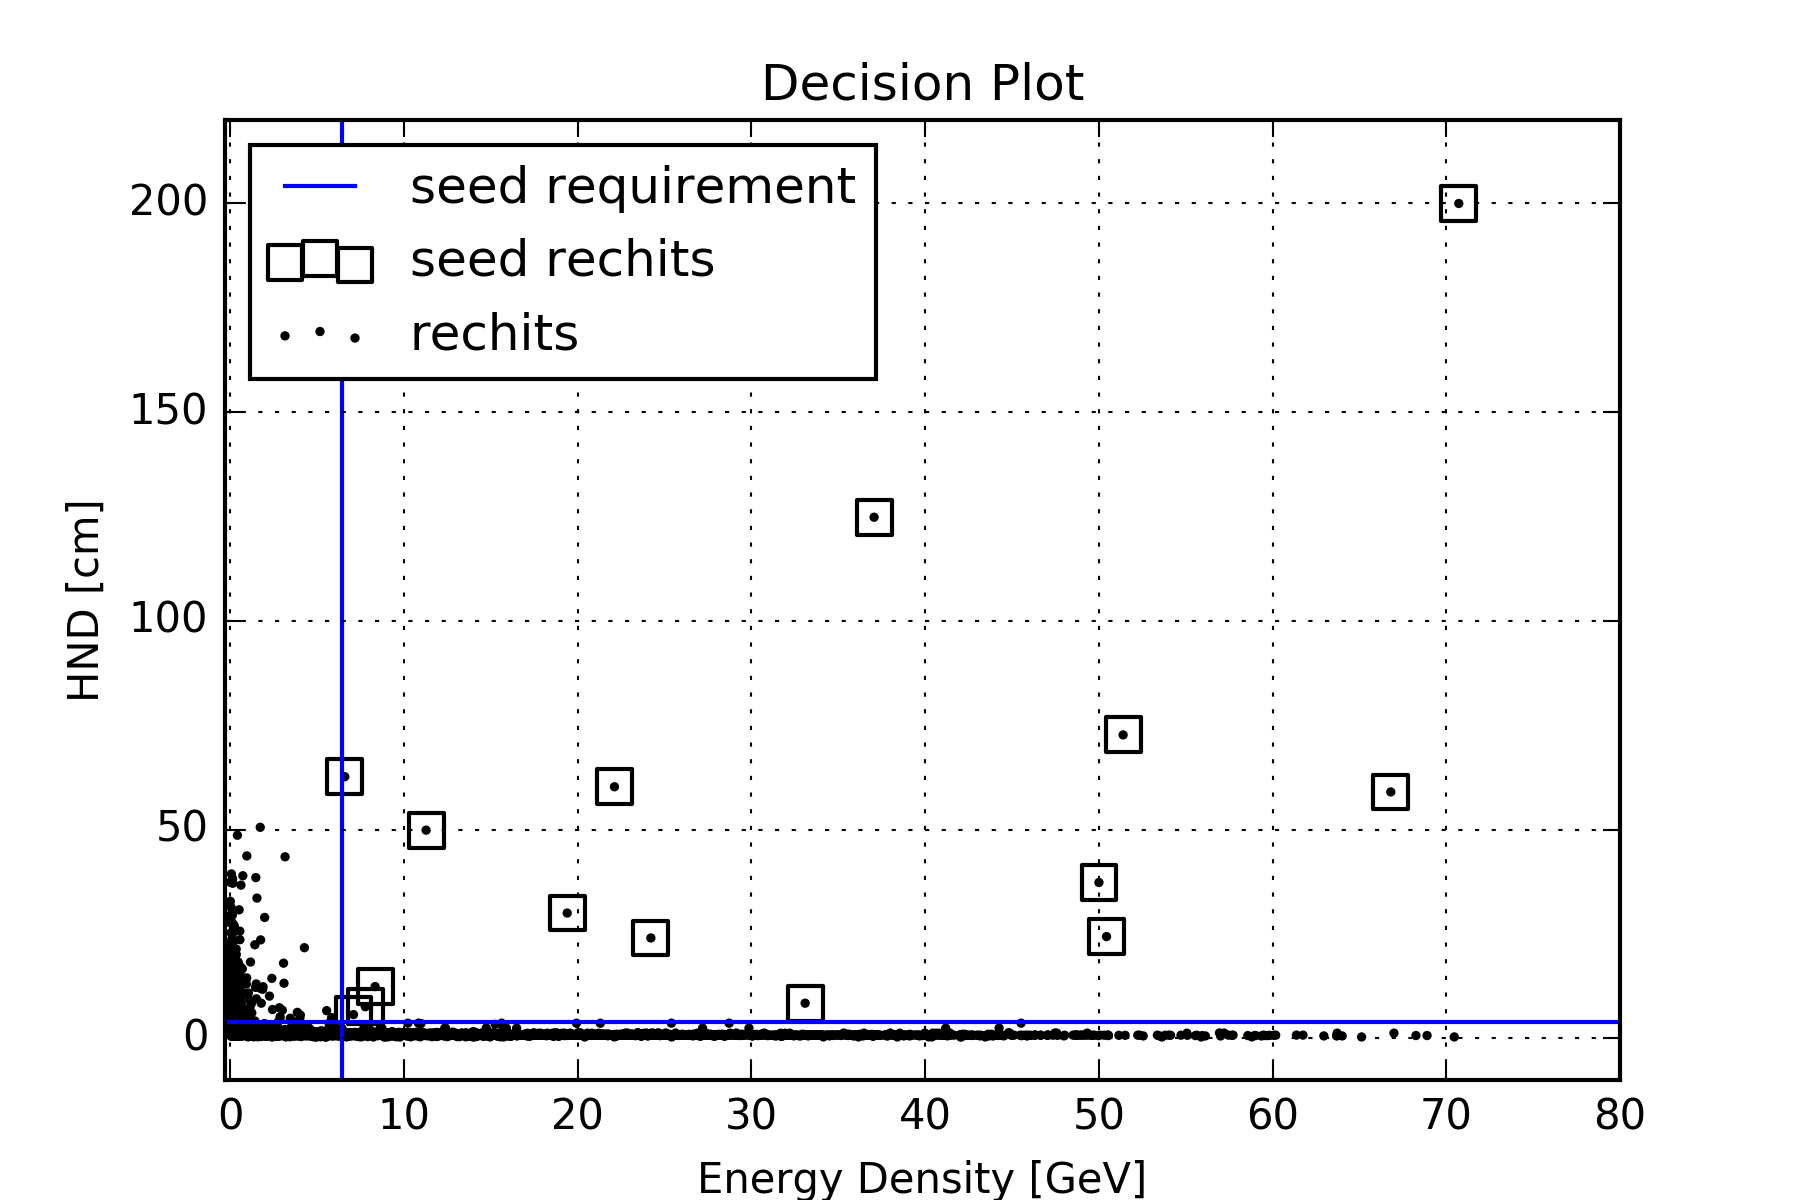 Decision Plot
seed requirement
seed rechits
rechits
200
150
100
50
0
HND [cm]
0 10 20 30 40 50 60 70 80
Energy Density [GeV]